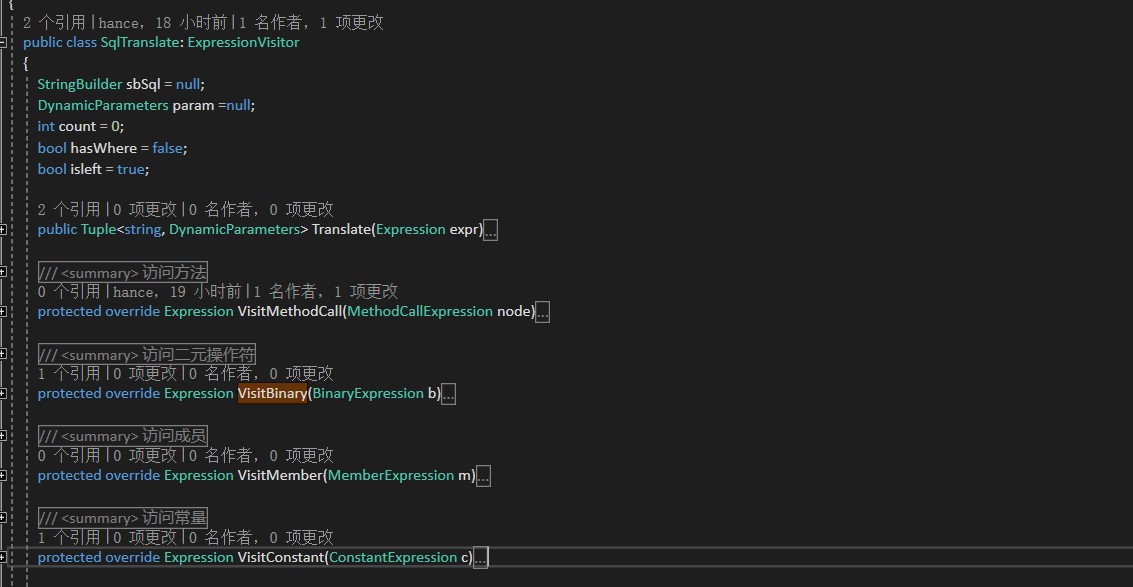 {
2 个引用|hance，18 小时前|1 名作者，1 项更改
public class SqlTranslate: ExpressionVisitor
{
StringBuilder sbSql = null;
DynamicParameters param =null;
int count = 0;
bool hasWhere = false;
bool isleft = true;
2 个引用|0 项更改|0 名作者，0 项更改
public Tuple<string, DynamicParameters> Translate(Expression expr)...
/// <summary> 访问方法
0 个引用|hance，19 小时前|1 名作者，1 项更改
protected override Expression VisitMethodCall(MethodCallExpression node)...
/// <summary> 访问二元操作符
1 个引用|0 项更改|0 名作者，0 项更改
protected override Expression VisitBinary(BinaryExpression b)...
/// <summary> 访问成员
0 个引用|0 项更改|0 名作者，0 项更改
protected override Expression VisitMember(MemberExpression m)...
/// <summary> 访问常量
1 个引用|0 项更改|0 名作者，0 项更改
protected override Expression VisitConstant(ConstantExpression c)...